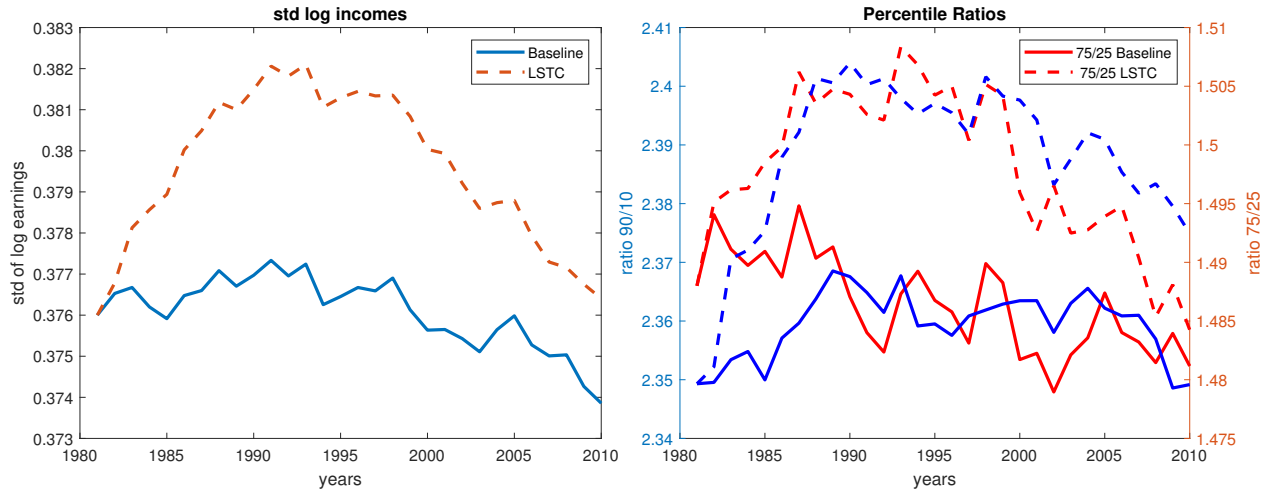 std log incomes
0.383
0.382
0.381
0.38
0.379
0.378
0.377
0.376
0.375
0.374
0.373
std of log earnings
Baseline
LSTC
1980 1985 1990 1995 2000 2005 2010
years
Percentile Ratios
2.41
2.4
2.39
2.38
2.37
2.36
2.35
2.34
ratio 90/10
75/25 Baseline
75/25 LSTC
1.51
1.505
1.5
1.495
1.49
1.485
1.48
1.475
ratio 75/25
1980 1985 1990 1995 2000 2005 2010
years